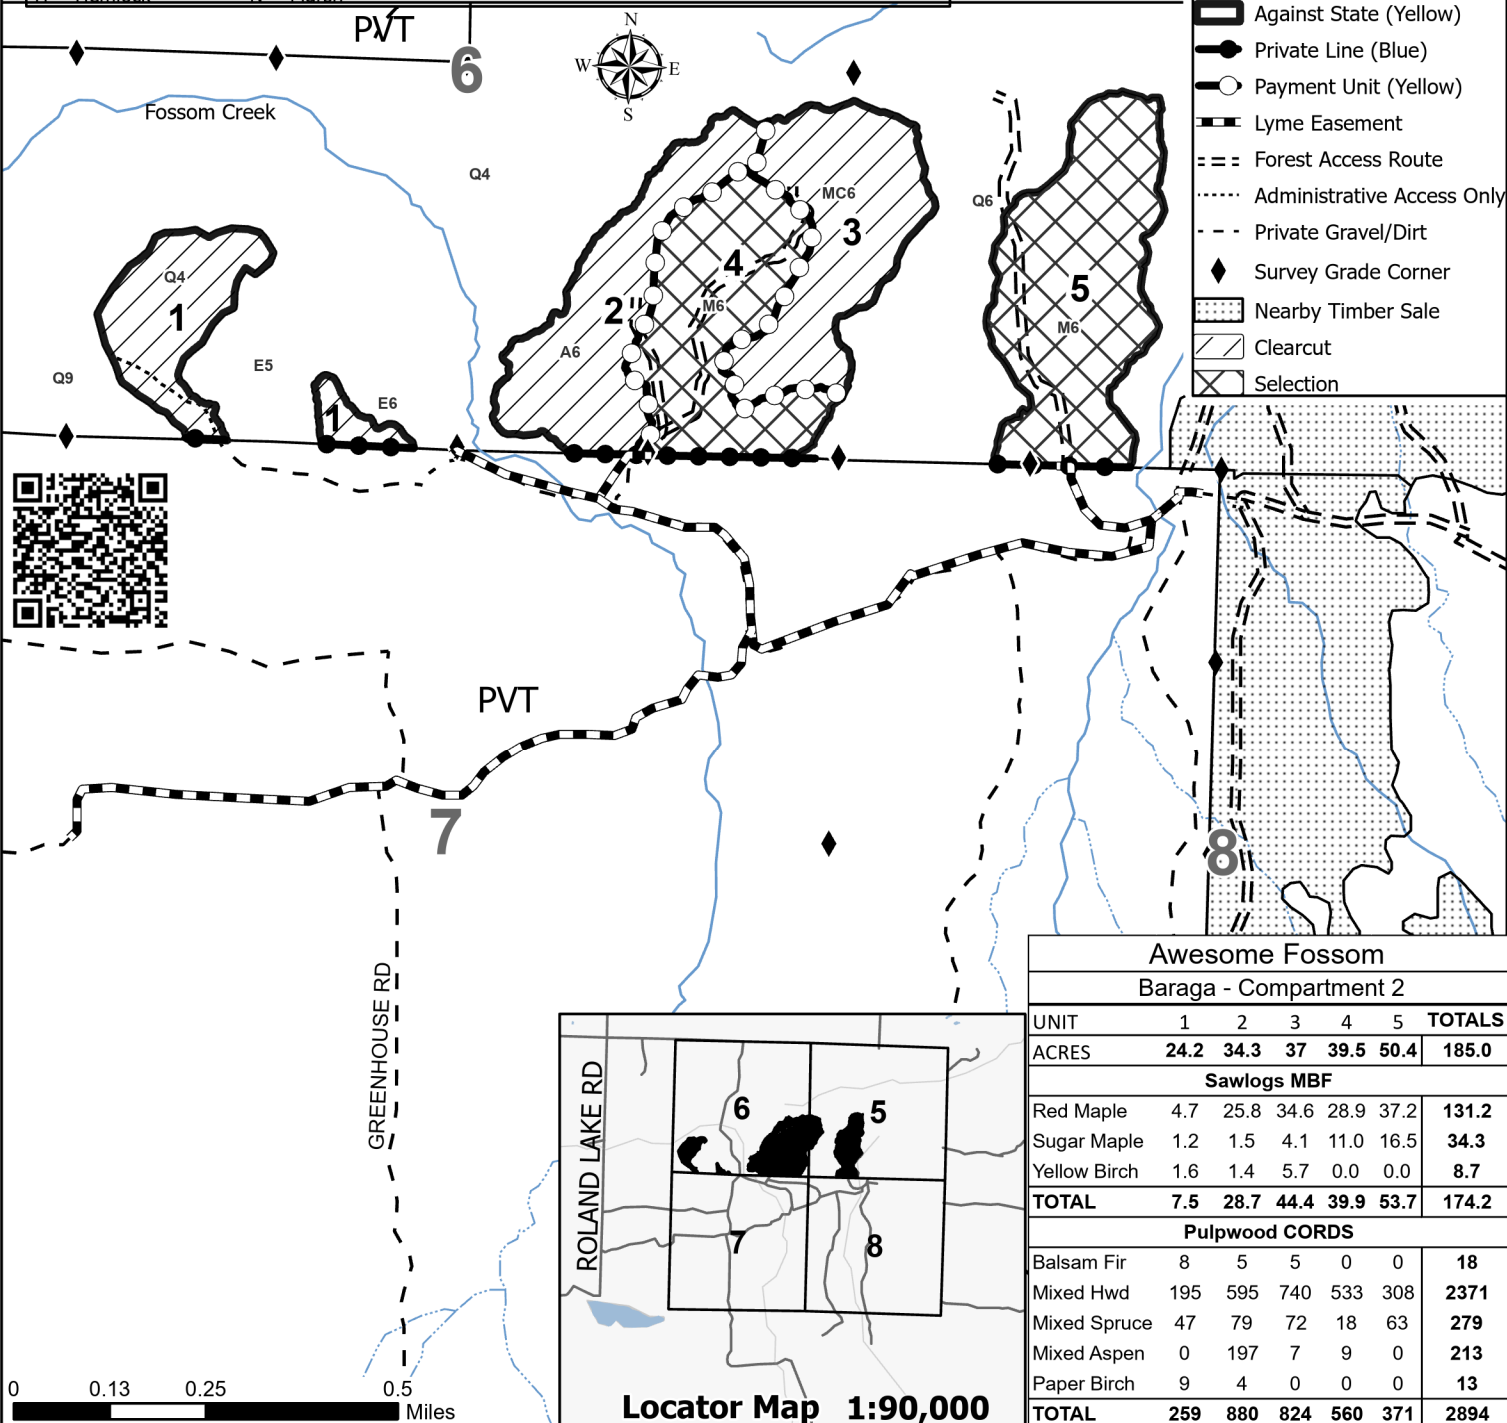 PVT
6
N
W E
S
Fossom Creek
Q4
Q4
1
Q9
E5
1
E6
2
A6
4
M6
MC6
3
Q6
5
M6
Against State (Yellow)
Private Line (Blue)
Payment Unit (Yellow)
Lyme Easement
Forest Access Route
Administrative Access Only
Private Gravel/Dirt
Survey Grade Corner
Nearby Timber Sale
Clearcut
Selection
PVT
7
8
GREENHOUSE RD
0 0.13 0.25 0.5
Miles
ROLAND LAKE RD
6
5
7
8
Locator Map 1:90,000
Awesome Fossom
Baraga - Compartment 2
UNIT 1 2 3 4 5 TOTALS
ACRES 24.2 34.3 37 39.5 50.4 185.0
Sawlogs MBF
Red Maple 4.7 25.8 34.6 28.9 37.2 131.2
Sugar Maple 1.2 1.5 4.1 11.0 16.5 34.3
Yellow Birch 1.6 1.4 5.7 0.0 0.0 8.7
TOTAL 7.5 28.7 44.4 39.9 53.7 174.2
Pulpwood CORDS
Balsam Fir 8 5 5 0 0 18
Mixed Hwd 195 595 740 533 308 2371
Mixed Spruce 47 79 72 18 63 279
Mixed Aspen 0 197 7 9 0 213
Paper Birch 9 4 0 0 0 13
TOTAL 259 880 824 560 371 2894